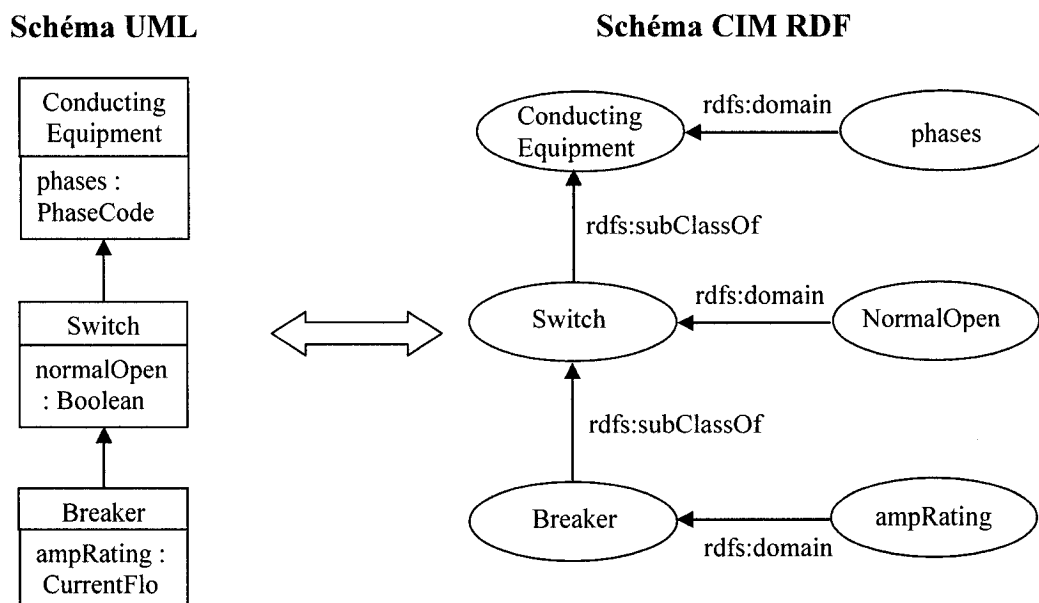 Schéma UML
Conducting
Equipment
phases :
PhaseCode
Switch
normalOpen
: Boolean
Breaker
ampRating :
CurrentFlo
Schéma CIM RDF
Conducting
Equipment
rdfs:domain
phases
rdfs:subClassOf
Switch
rdfs:domain
NormalOpen
rdfs:subClassOf
Breaker
rdfs:domain
ampRating